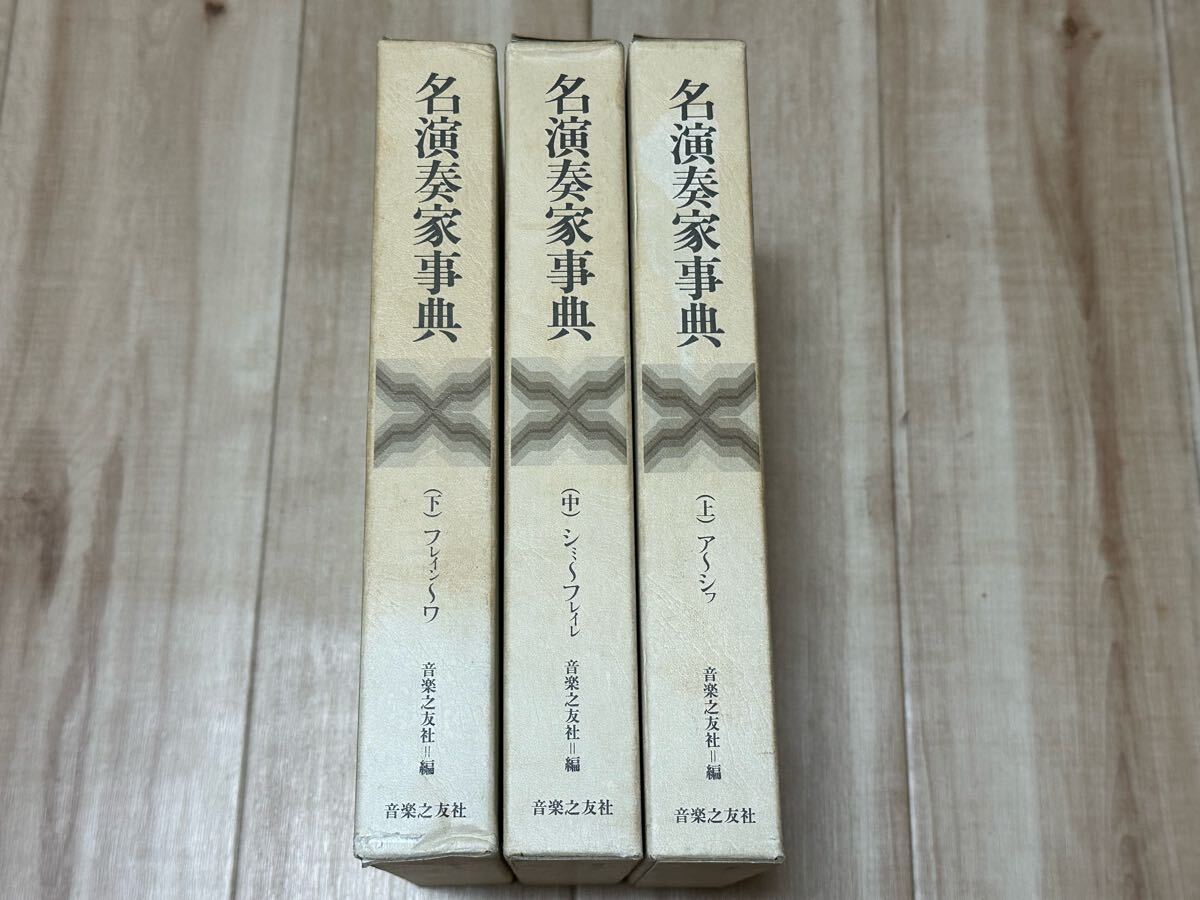 名演奏家事典
(上) ア〜シワ
音楽之友社=編
音楽之友社
名演奏家事典
(中) シミ〜フレイレ
音楽之友社=編
音楽之友社
名演奏家事典
(下) フレイン〜ワ
音楽之友社=編
音楽之友社